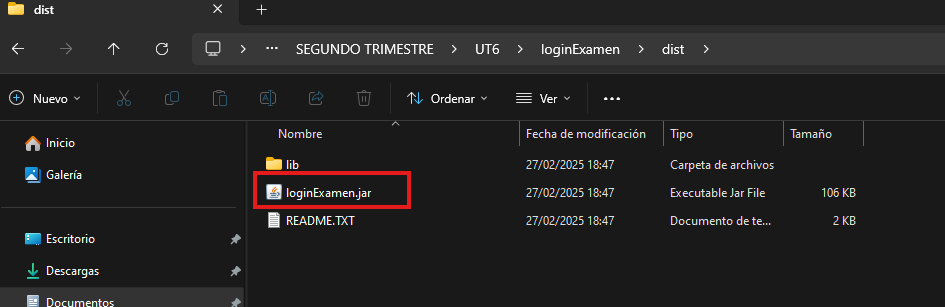 dist
SEGUNDO TRIMESTRE > UT6 > loginExamen > dist >
Nuevo
Ordenar
Ver
Inicio
Galería
Escritorio
Descargas
Documentos
Nombre Fecha de modificación Tipo Tamaño
lib 27/02/2025 18:47 Carpeta de archivos
loginExamen.jar 27/02/2025 18:47 Executable Jar File 106 KB
README.TXT 27/02/2025 18:47 Documento de te... 2 KB